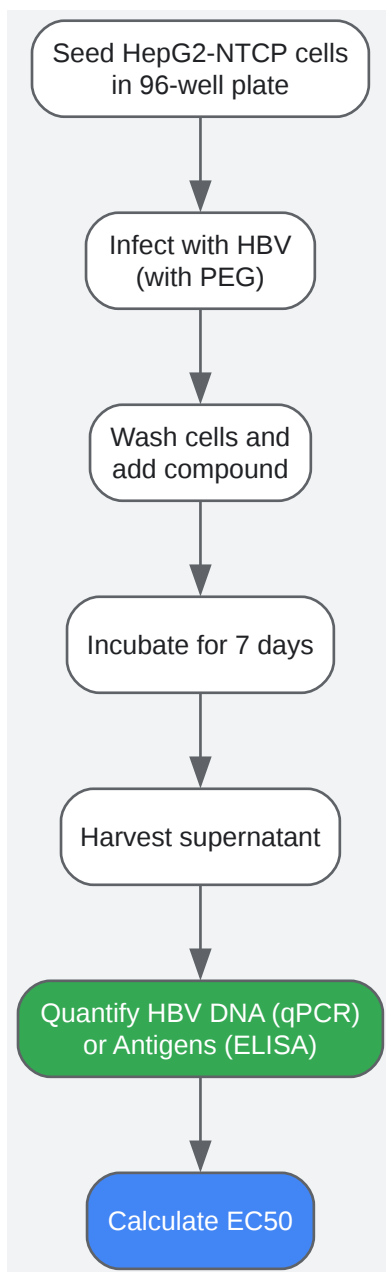 Seed HepG2-NTCP cells
in 96-well plate
Infect with HBV
(with PEG)
Wash cells and
add compound
Incubate for 7 days
Harvest supernatant
Quantify HBV DNA (qPCR)
or Antigens (ELISA)
Calculate EC50